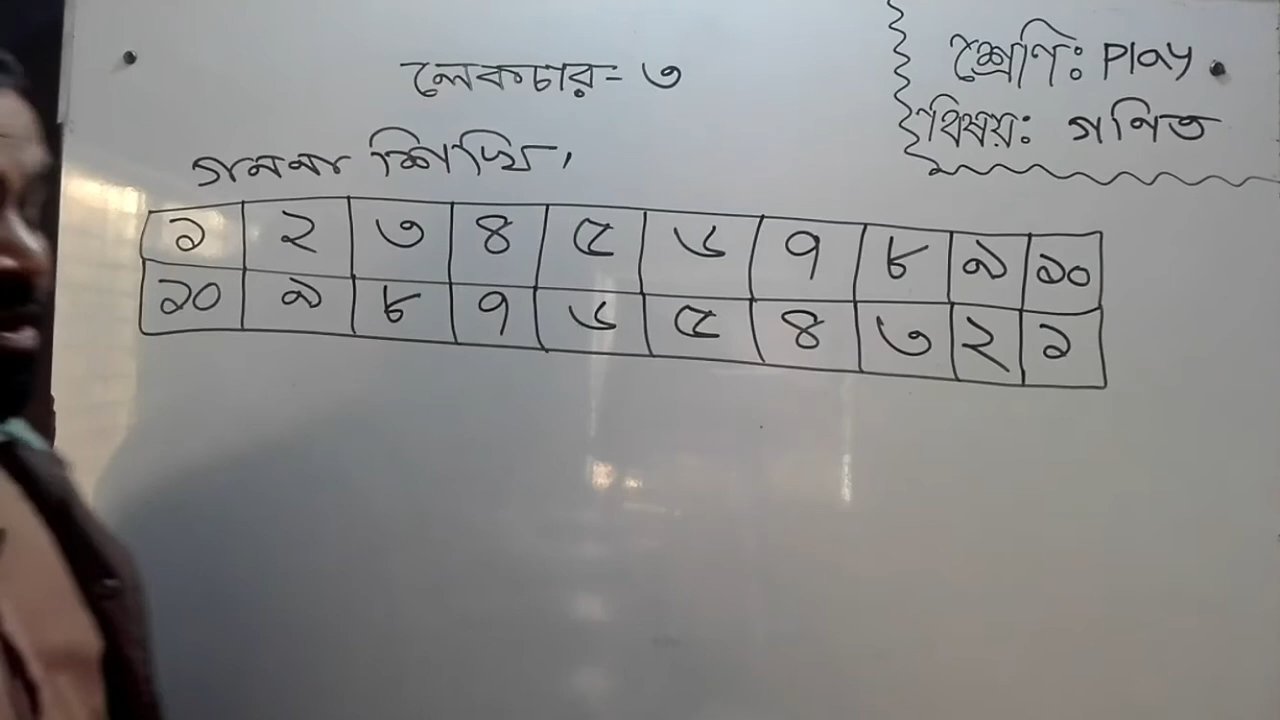 লেকচার- ৩
শ্রেণি: Play.
বিষয়: গণিত
গননা শিখি,
১ ২ ৩ ৪ ৫ ৬ ৭ ৮ ৯ ১০
১০ ৯ ৮ ৭ ৬ ৫ ৪ ৩ ২ ১